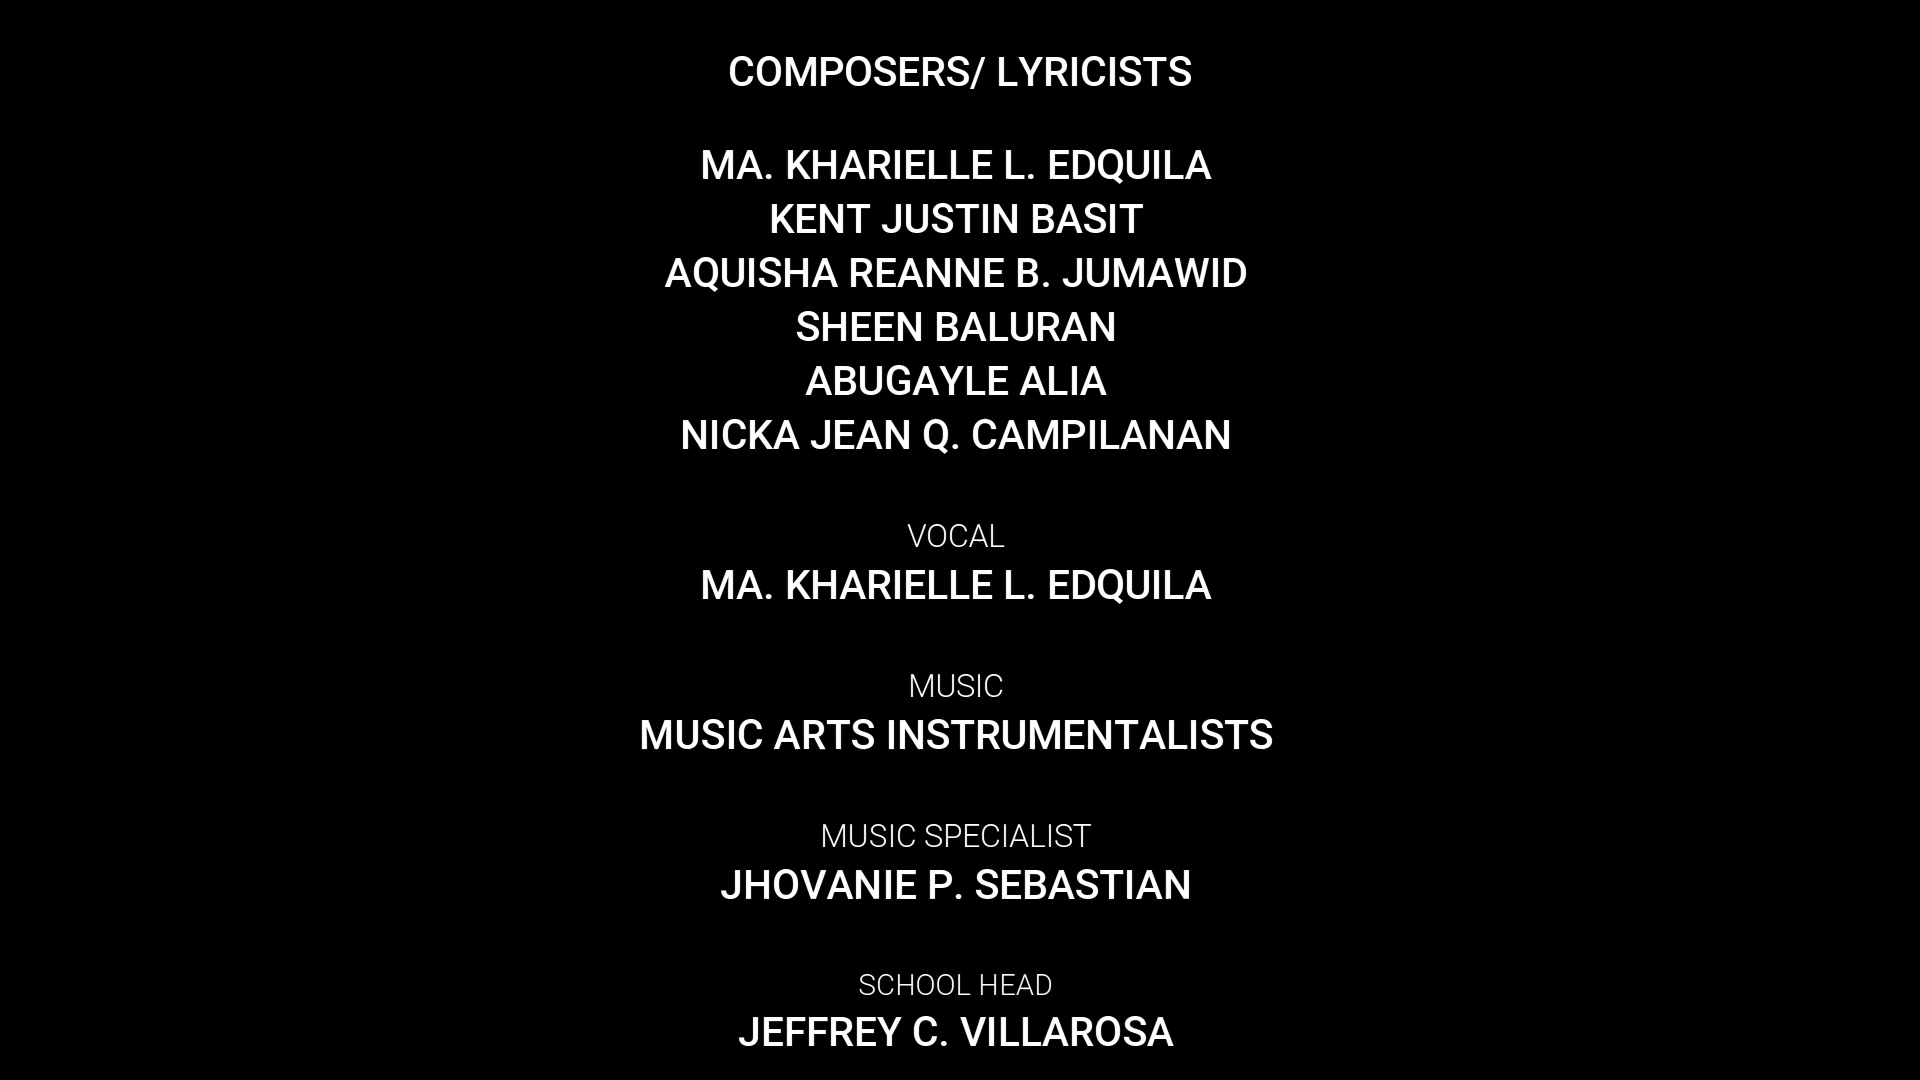 COMPOSERS/ LYRICISTS
MA. KHARIELLE L. EDQUILA
KENT JUSTIN BASIT
AQUISHA REANNE B. JUMAWID
SHEEN BALURAN
ABUGAYLE ALIA
NICKA JEAN Q. CAMPILANAN
VOCAL
MA. KHARIELLE L. EDQUILA
MUSIC
MUSIC ARTS INSTRUMENTALISTS
MUSIC SPECIALIST
JHOVANIE P. SEBASTIAN
SCHOOL HEAD
JEFFREY C. VILLAROSA